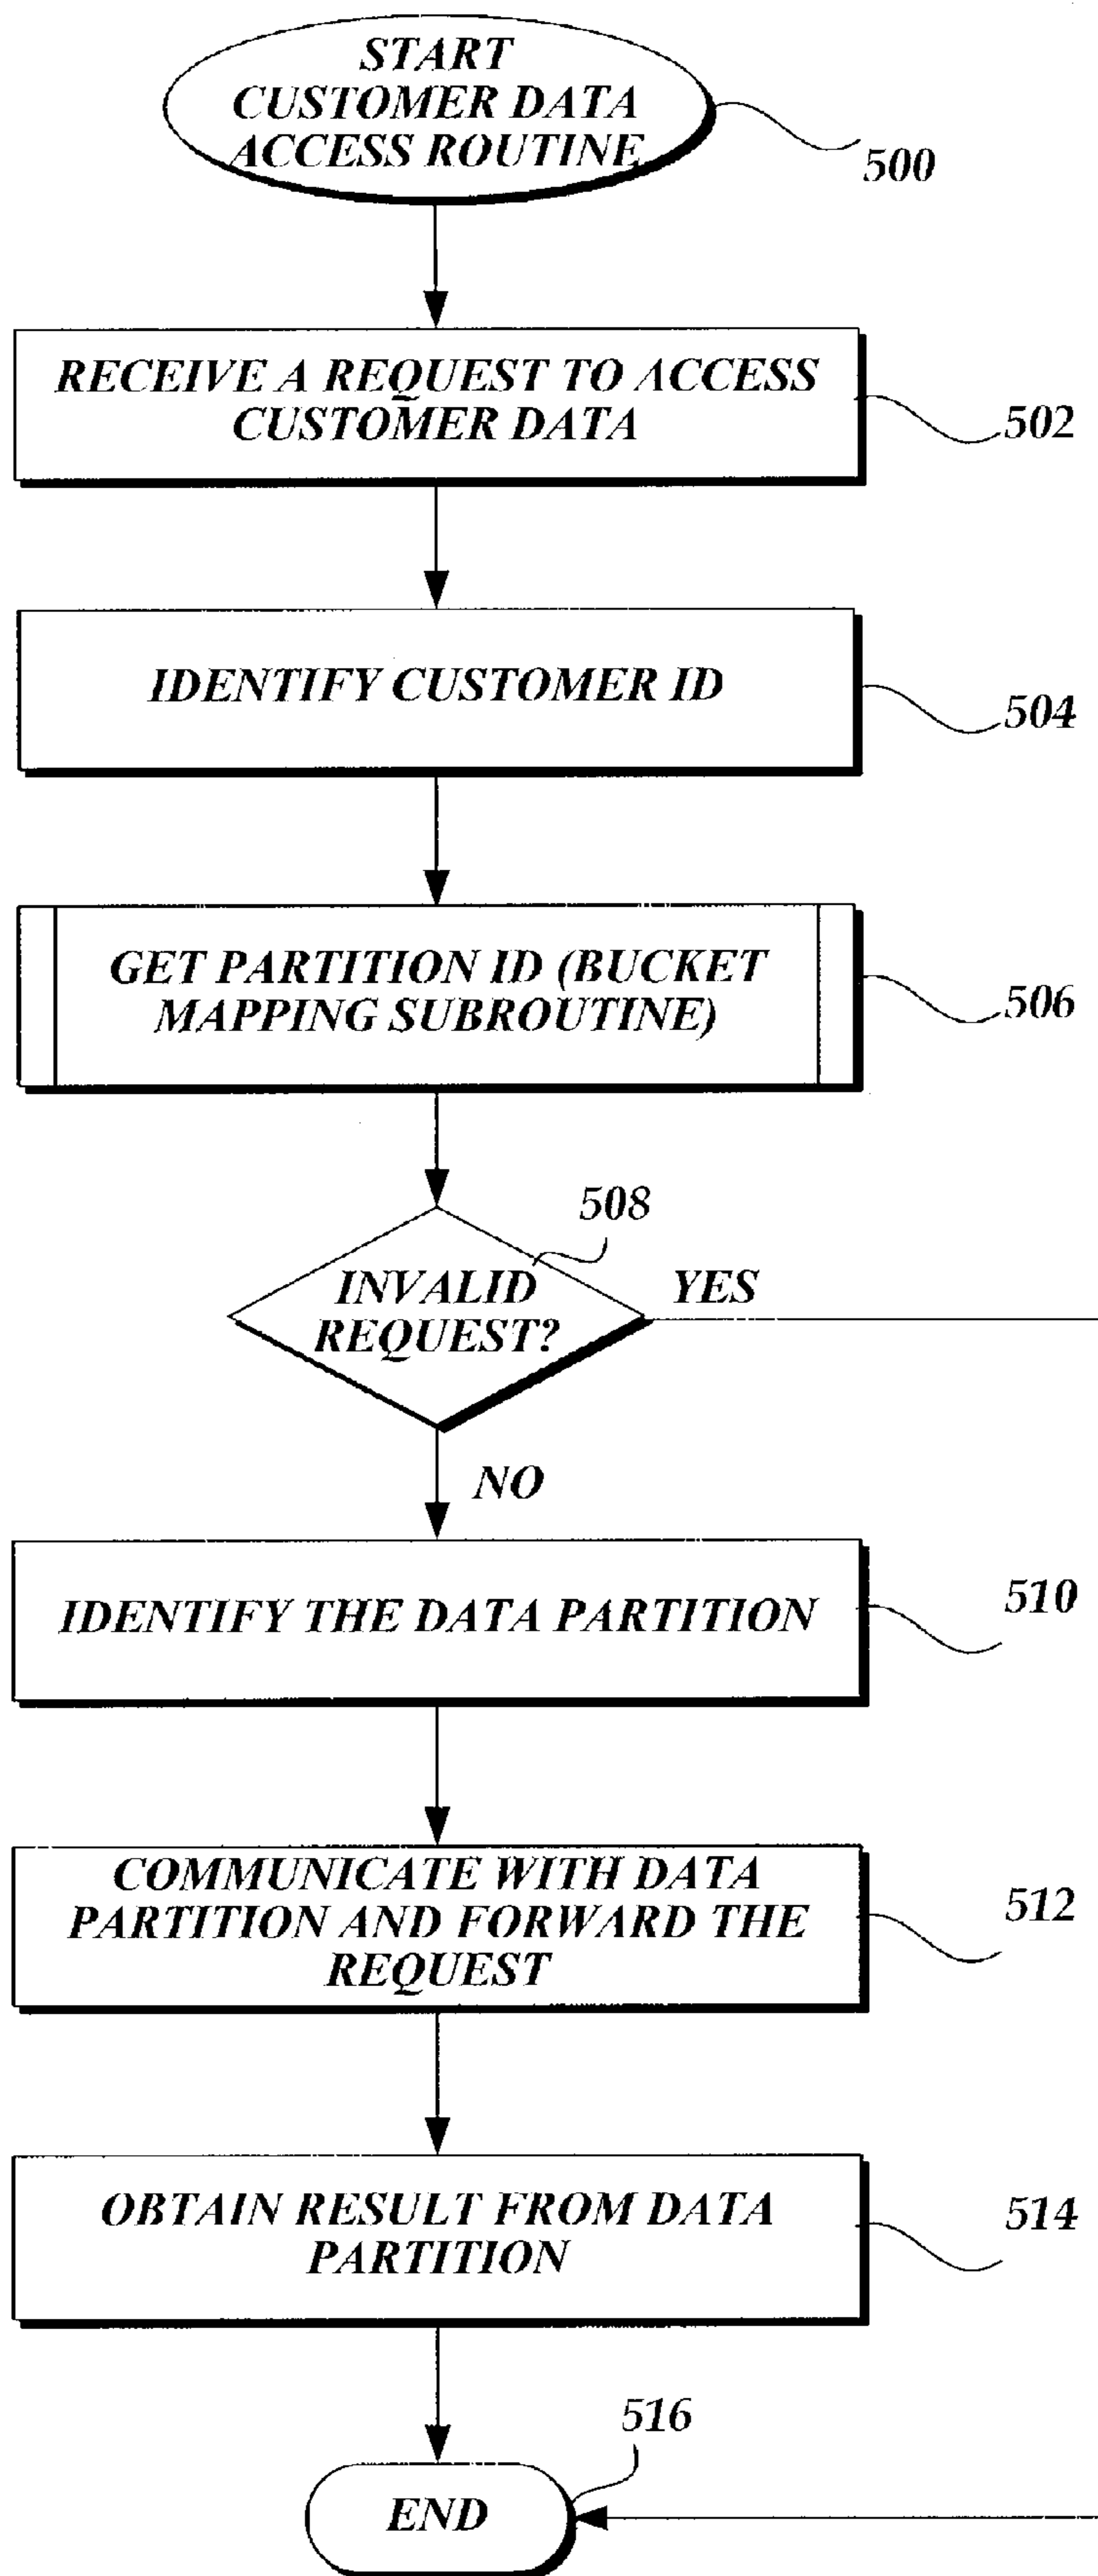 START
CUSTOMER DATA
ACCESS ROUTINE
500
RECEIVE A REQUEST TO ACCESS
CUSTOMER DATA
502
IDENTIFY CUSTOMER ID
504
GET PARTITION ID (BUCKET
MAPPING SUBROUTINE)
506
508
INVALID
REQUEST?
YES
NO
IDENTIFY THE DATA PARTITION
510
COMMUNICATE WITH DATA
PARTITION AND FORWARD THE
REQUEST
512
OBTAIN RESULT FROM DATA
PARTITION
514
516
END